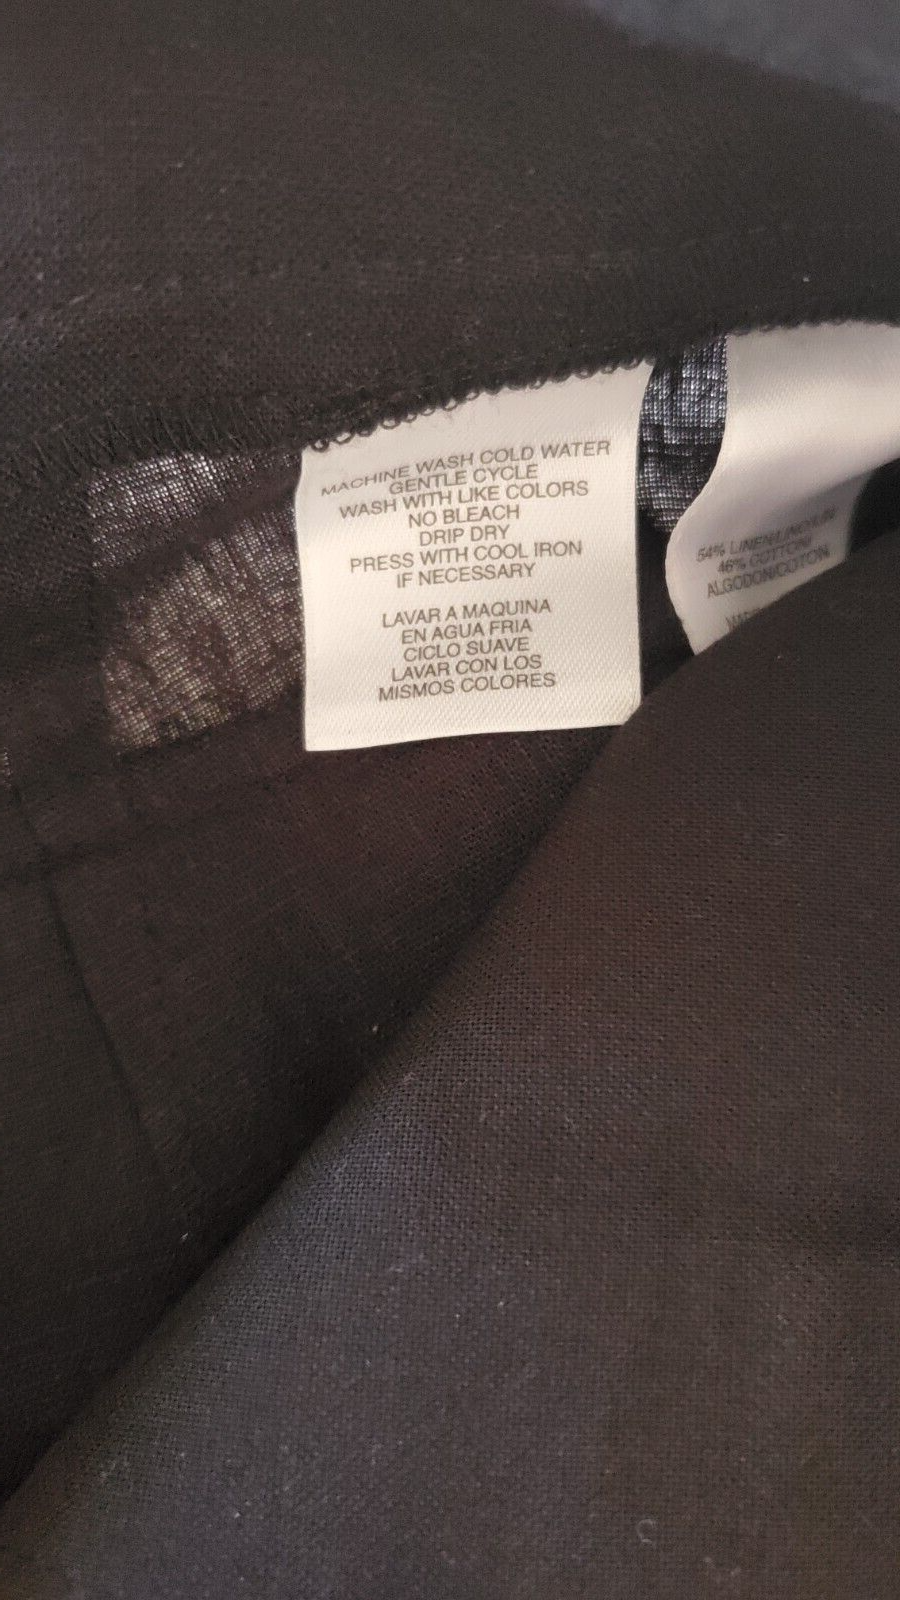 MACHINE WASH COLD WATER
GENTLE CYCLE
WASH WITH LIKE COLORS
NO BLEACH
DRIP DRY
PRESS WITH COOL IRON
IF NECESSARY
LAVAR A MAQUINA
EN AGUA FRIA
CICLO SUAVE
LAVAR CON LOS
MISMOS COLORES
54% LINEN/LINO/LIN
46% COTTON/
ALGODON/COTON